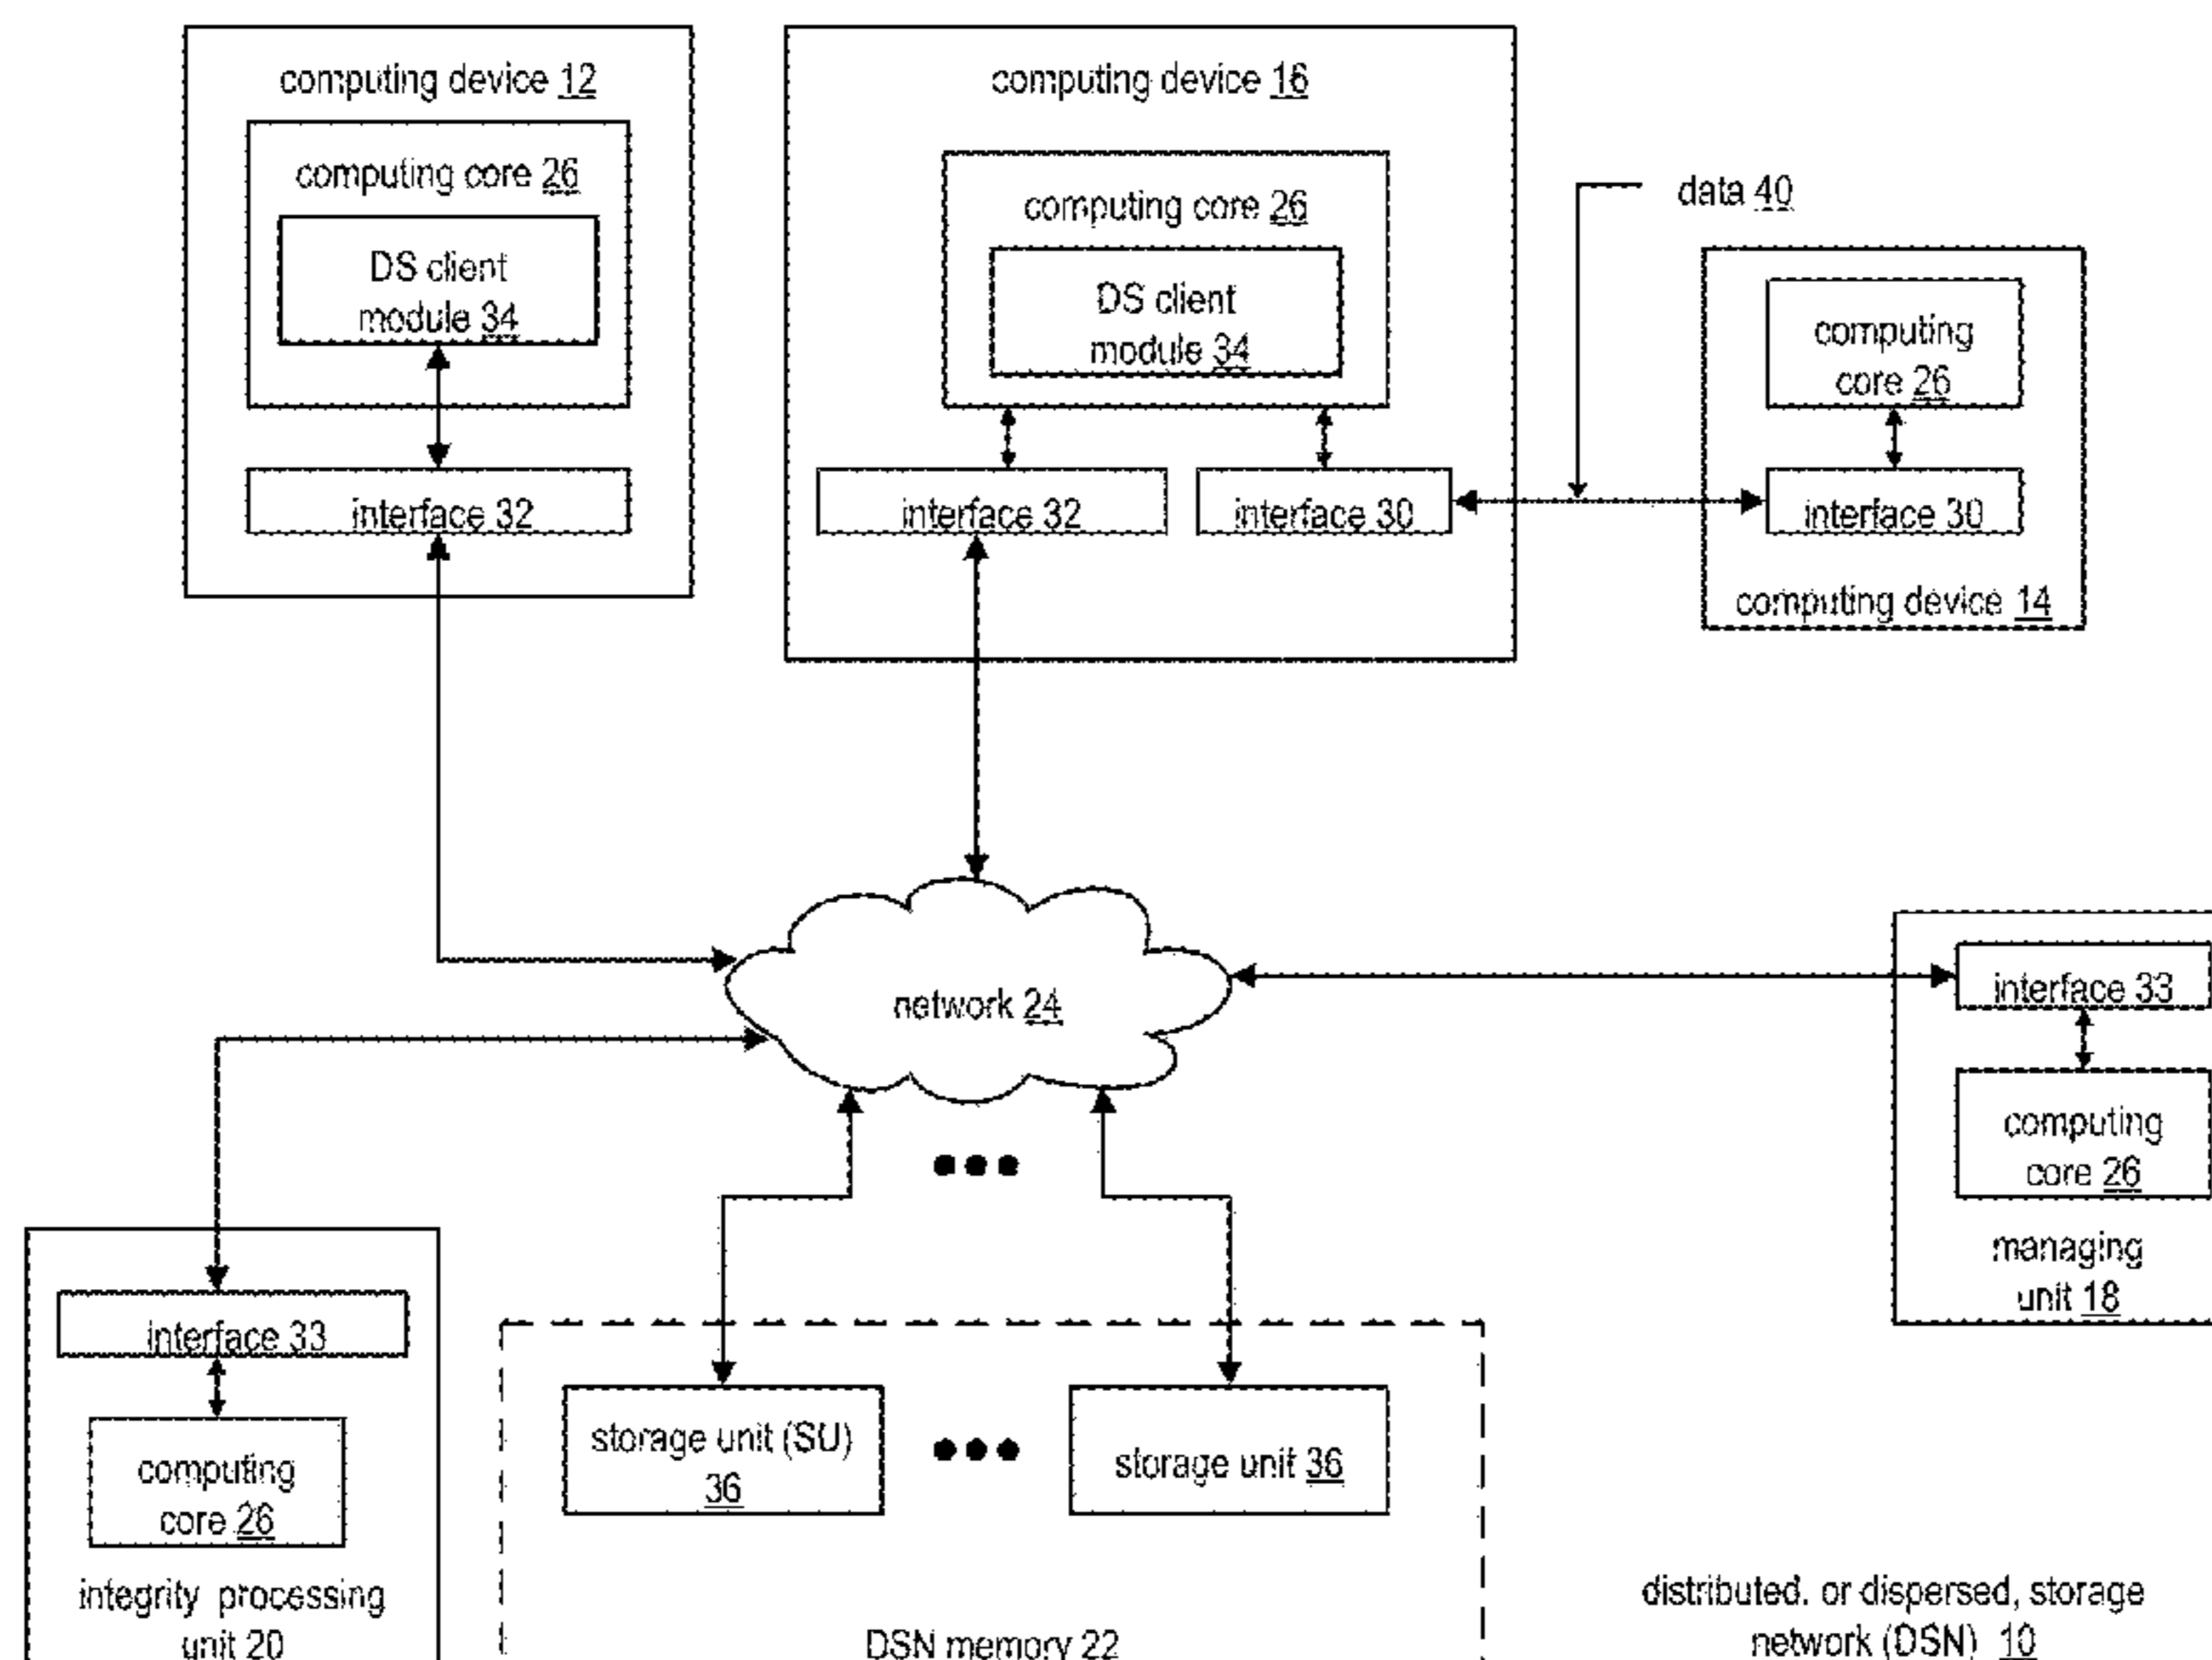 computing device 12
computing core 26
DS client
module 34
interface 32
computing device 16
computing core 26
DS client
module 34
interface 32
interface 30
data 40
computing
core 26
interface 30
computing device 14
network 24
interface 33
computing
core 26
managing
unit 18
interface 33
computing
core 26
integrity processing
unit 20
storage unit (SU)
36
storage unit 36
DSN memory 22
distributed. or dispersed, storage
network (DSN) 10